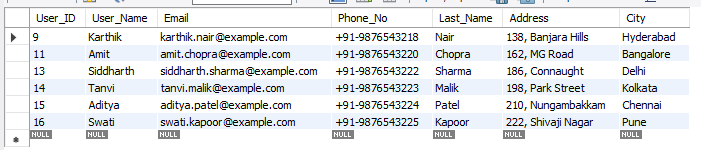 User_ID User_Name Email Phone_No Last_Name Address City
9 Karthik karthik.nair@example.com +91-9876543218 Nair 138, Banjara Hills Hyderabad
11 Amit amit.chopra@example.com +91-9876543220 Chopra 162, MG Road Bangalore
13 Siddharth siddharth.sharma@example.com +91-9876543222 Sharma 186, Connaught Delhi
14 Tanvi tanvi.malik@example.com +91-9876543223 Malik 198, Park Street Kolkata
15 Aditya aditya.patel@example.com +91-9876543224 Patel 210, Nungambakkam Chennai
16 Swati swati.kapoor@example.com +91-9876543225 Kapoor 222, Shivaji Nagar Pune
NULL NULL NULL NULL NULL NULL NULL